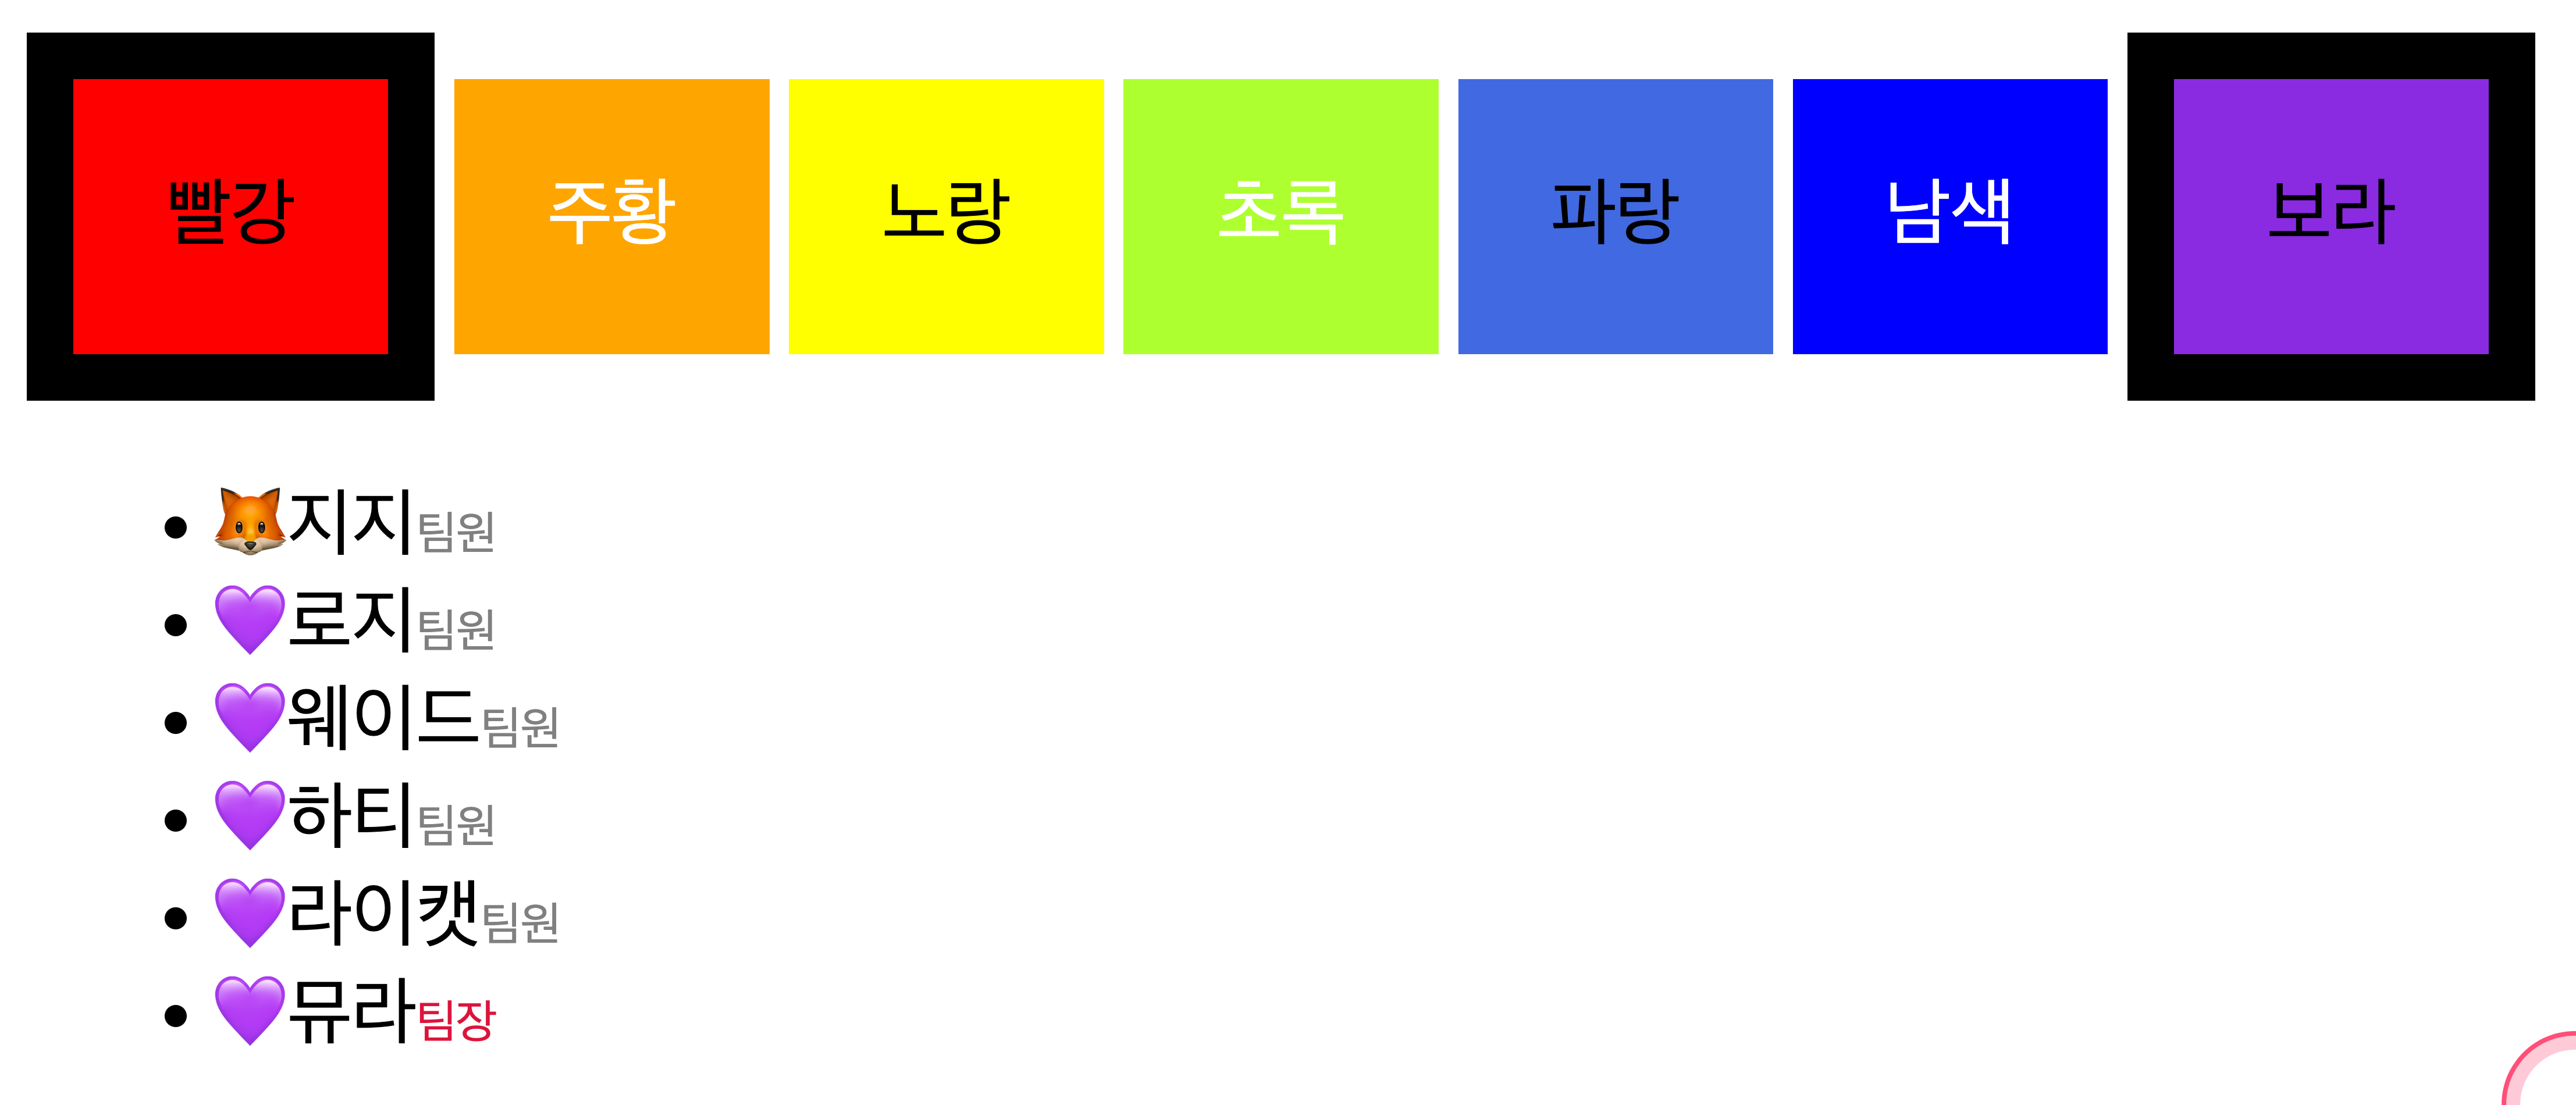 빨강 주황 노랑 초록 파랑 남색 보라
🦊지지팀원
💜로지팀원
💜웨이드팀원
💜하티팀원
💜라이캣팀원
💜뮤라팀장